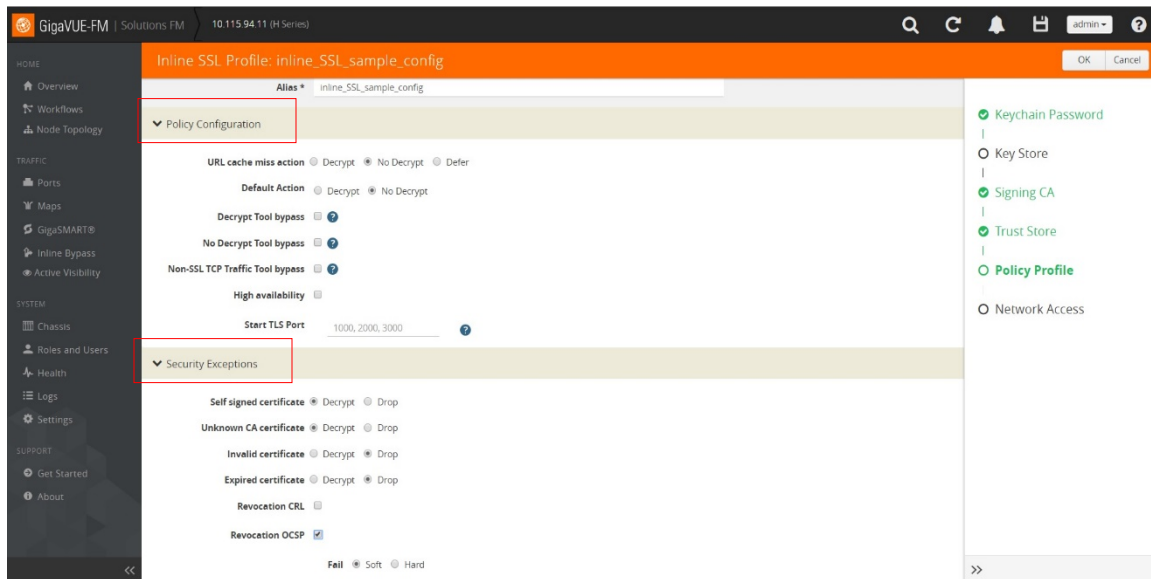 GigaVUE-FM | Solutions FM 10.115.94.11 (H Series) admin
Inline SSL Profile: inline_SSL_sample_config OK Cancel
HOME
Overview
Workflows
Node Topology
TRAFFIC
Ports
Maps
GigaSMART®
Inline Bypass
Active Visibility
SYSTEM
Chassis
Roles and Users
Health
Logs
Settings
SUPPORT
Get Started
About
Alias * inline_SSL_sample_config
Policy Configuration
URL cache miss action Decrypt No Decrypt Defer
Default Action Decrypt No Decrypt
Decrypt Tool bypass ?
No Decrypt Tool bypass ?
Non-SSL TCP Traffic Tool bypass ?
High availability
Start TLS Port 1000, 2000, 3000 ?
Security Exceptions
Self signed certificate Decrypt Drop
Unknown CA certificate Decrypt Drop
Invalid certificate Decrypt Drop
Expired certificate Decrypt Drop
Revocation CRL
Revocation OCSP
Fail Soft Hard
Keychain Password
Key Store
Signing CA
Trust Store
Policy Profile
Network Access